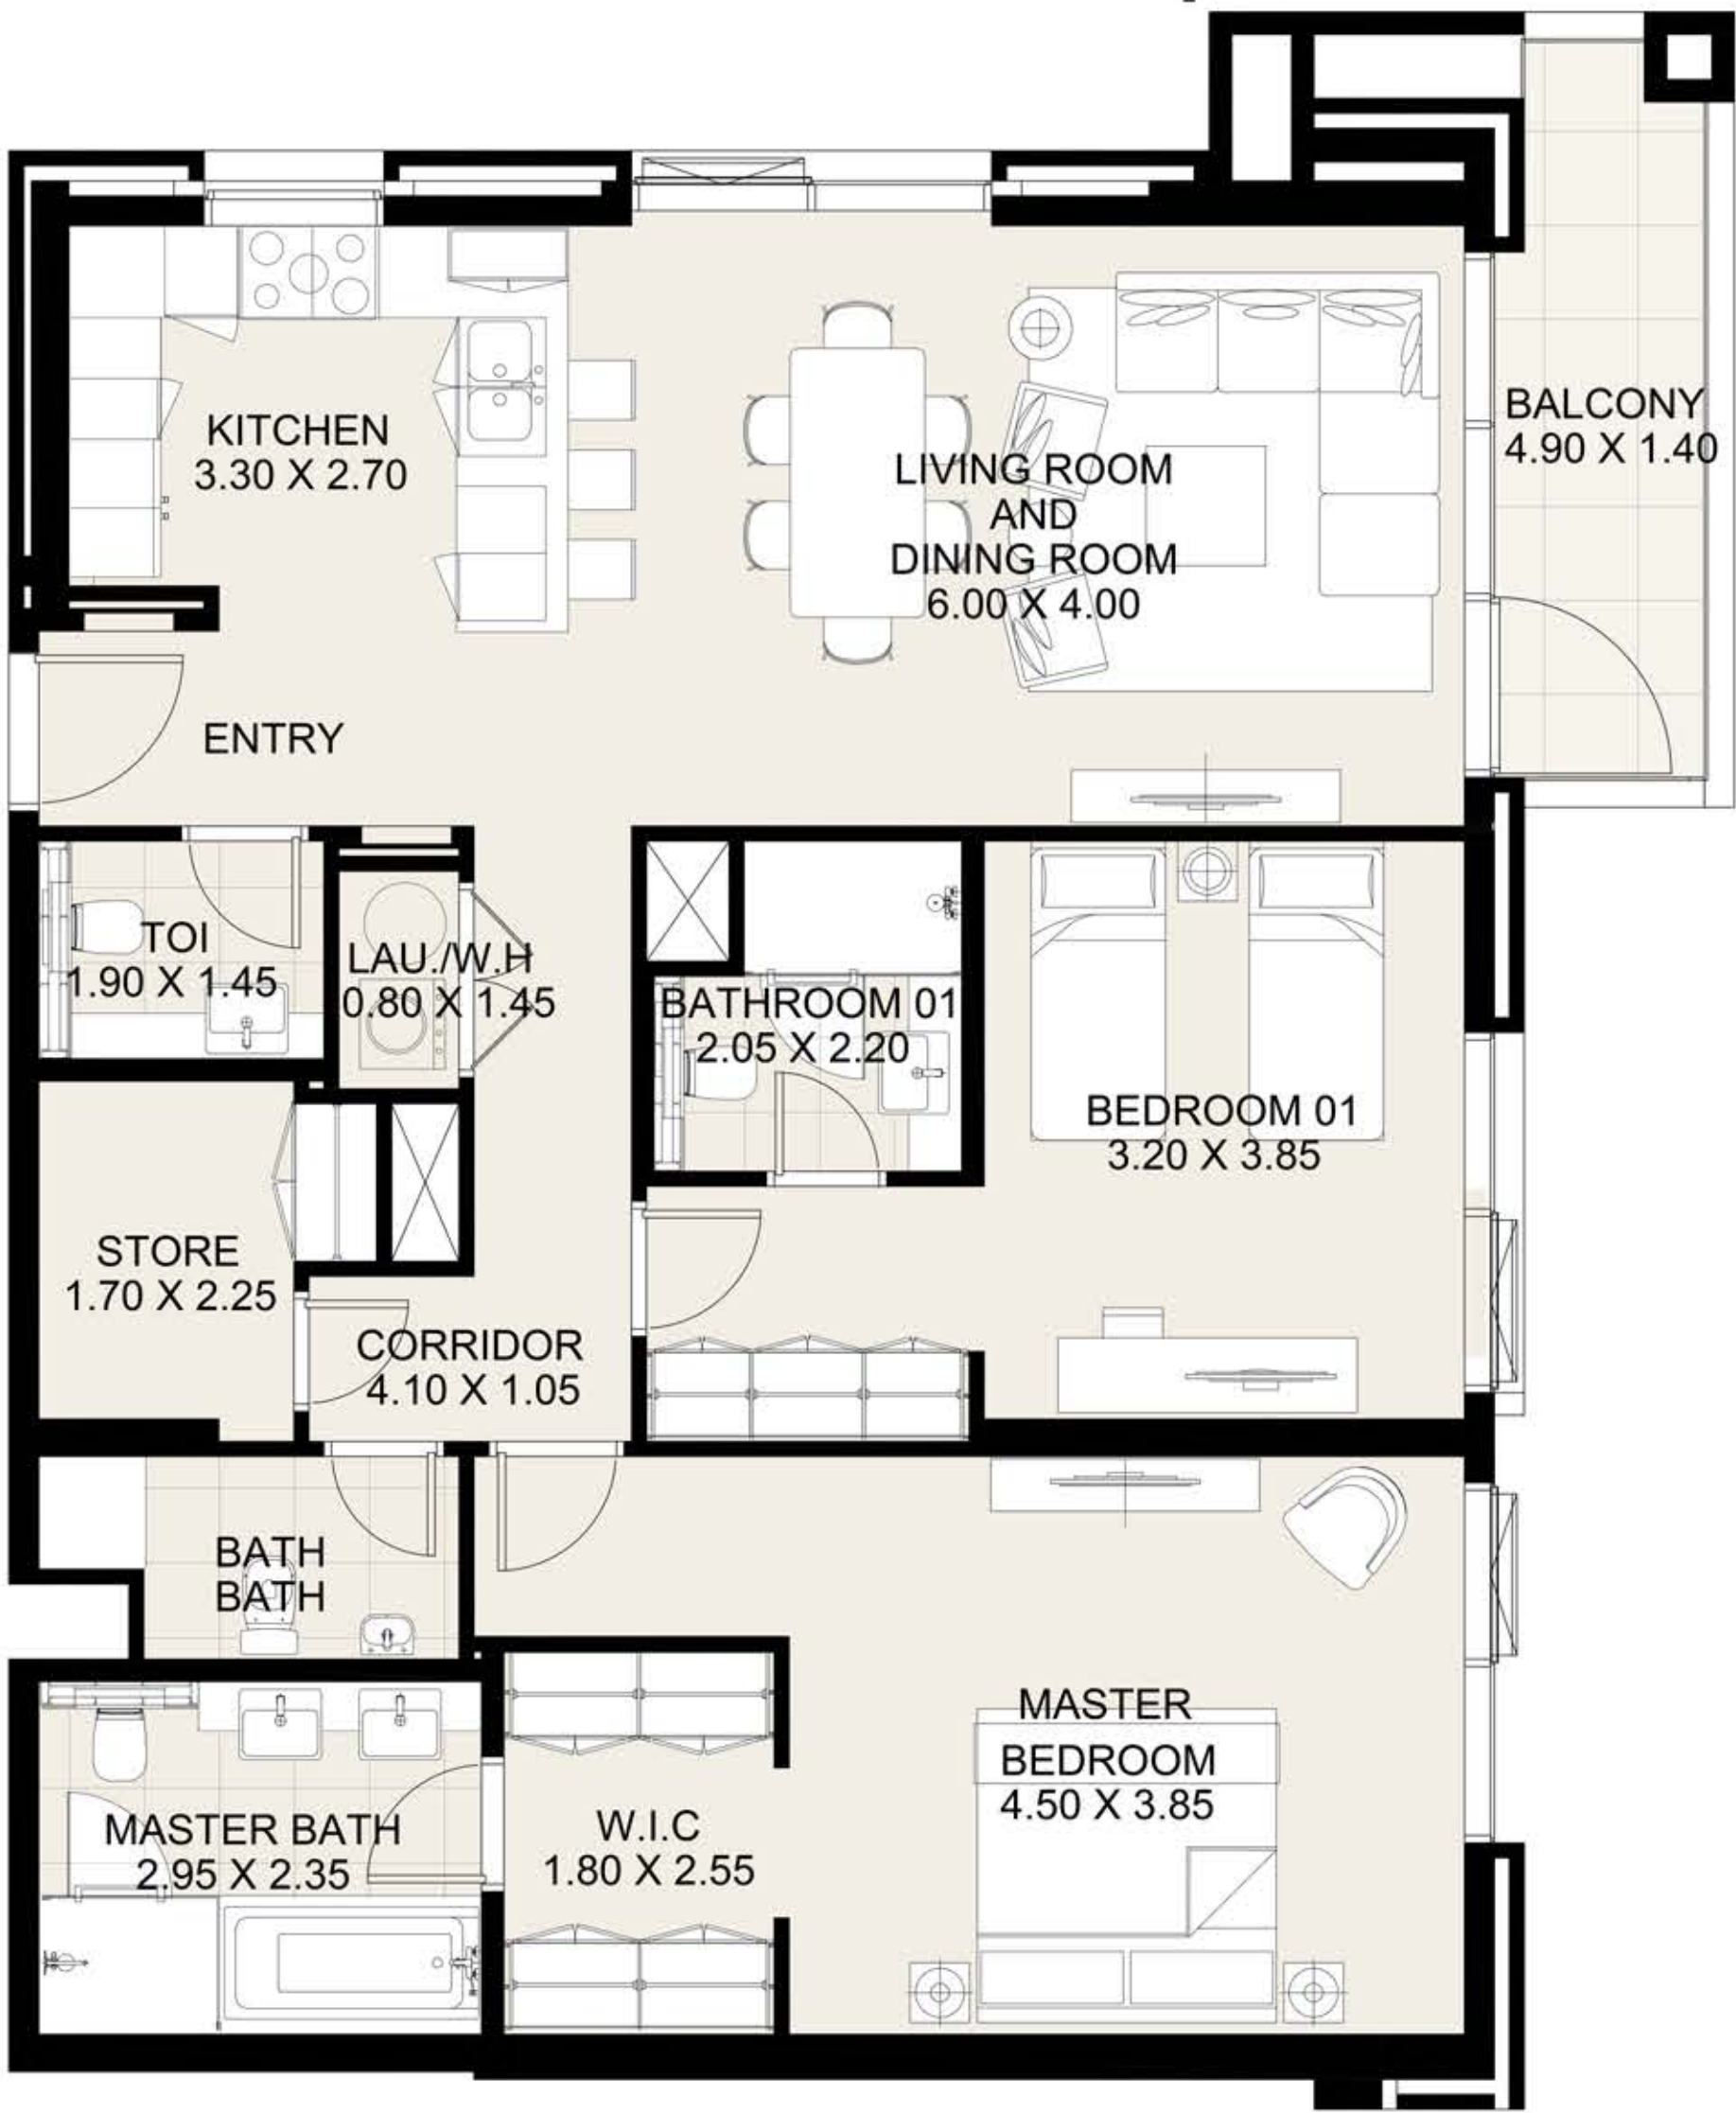 KITCHEN
3.30 X 2.70
LIVING ROOM
AND
DINING ROOM
6.00 X 4.00
BALCONY
4.90 X 1.40
ENTRY
TOI
1.90 X 1.45
LAU./W.H
0.80 X 1.45
BATHROOM 01
2.05 X 2.20
BEDROOM 01
3.20 X 3.85
STORE
1.70 X 2.25
CORRIDOR
4.10 X 1.05
BATH
BATH
MASTER
BEDROOM
4.50 X 3.85
MASTER BATH
2.95 X 2.35
W.I.C
1.80 X 2.55